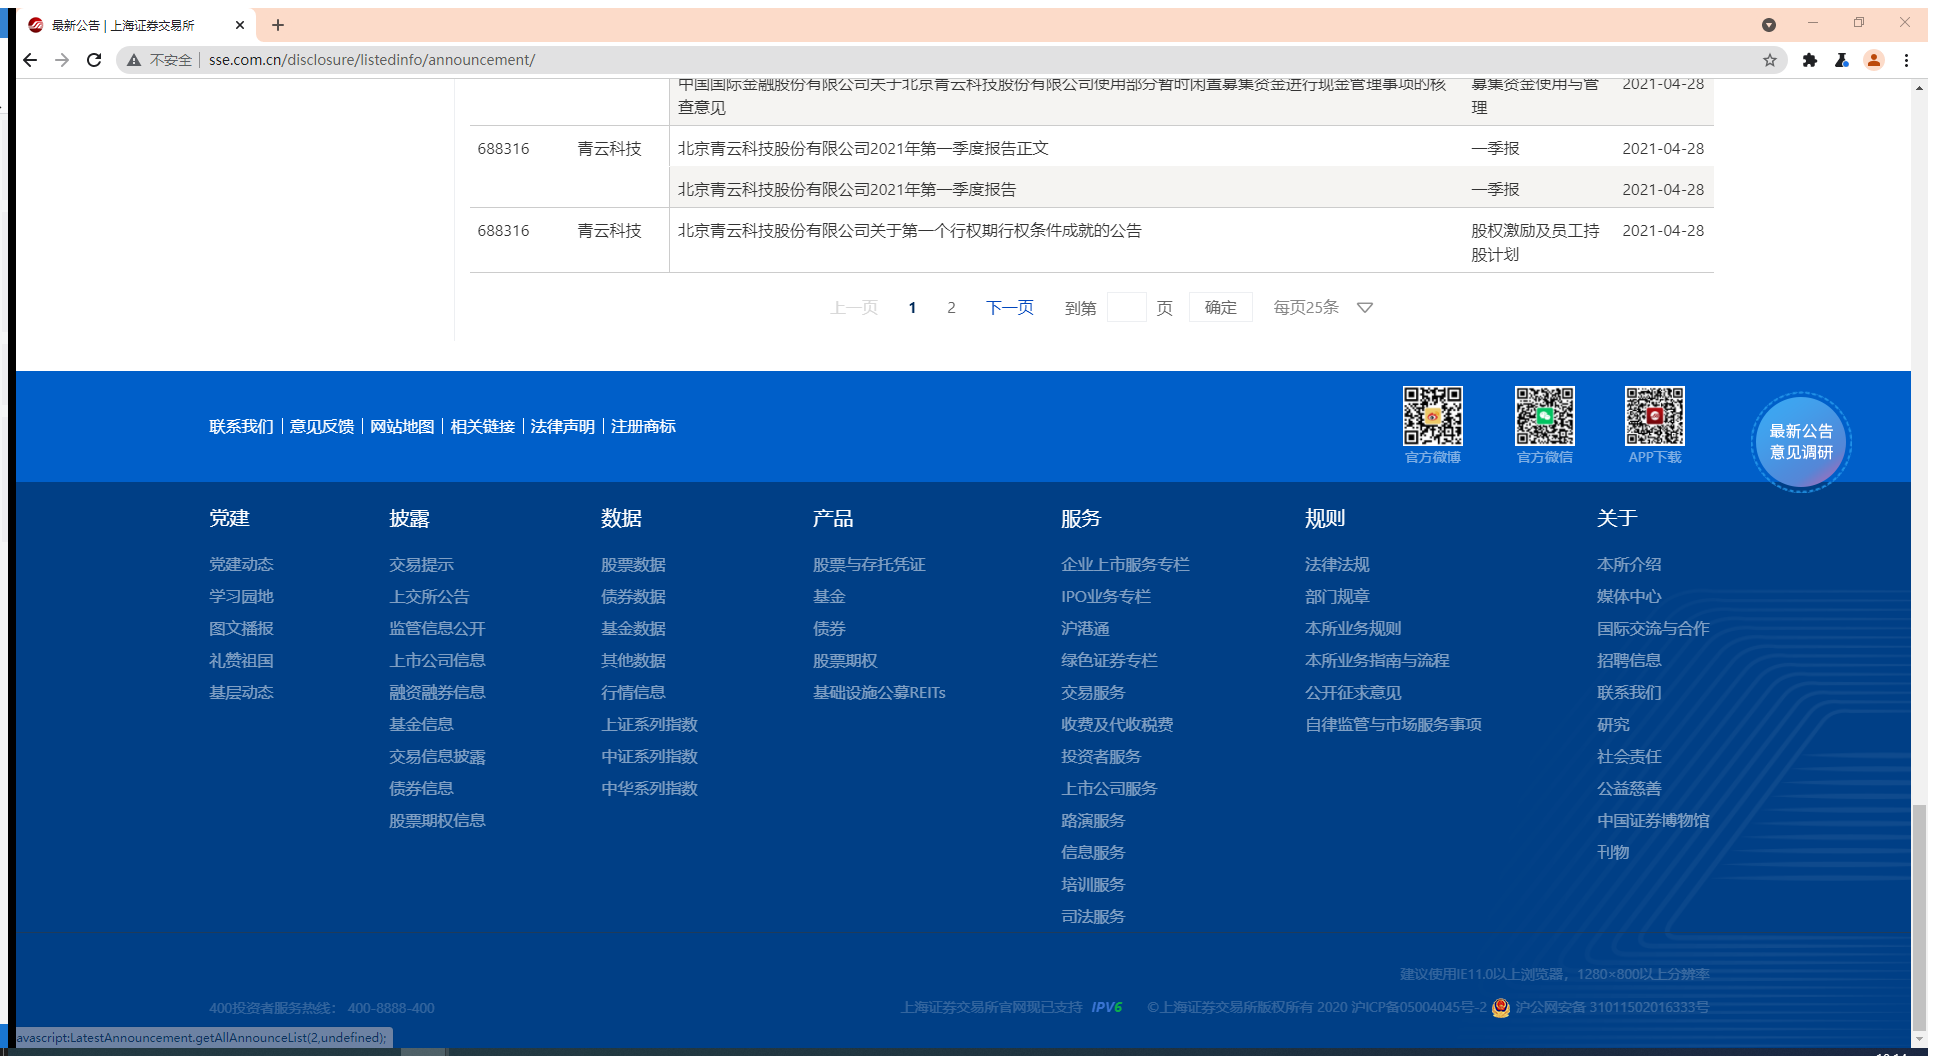 最新公告 | 上海证券交易所
不安全 | sse.com.cn/disclosure/listedinfo/announcement/
中国国际金融股份有限公司关于北京青云科技股份有限公司使用部分暂时闲置募集资金进行现金管理事项的核查意见 募集资金使用与管理 2021-04-28
688316 青云科技 北京青云科技股份有限公司2021年第一季度报告正文 一季报 2021-04-28
北京青云科技股份有限公司2021年第一季度报告 一季报 2021-04-28
688316 青云科技 北京青云科技股份有限公司关于第一个行权期行权条件成就的公告 股权激励及员工持股计划 2021-04-28
上一页 1 2 下一页 到第 页 确定 每页25条
联系我们 | 意见反馈 | 网站地图 | 相关链接 | 法律声明 | 注册商标
官方微博 官方微信 APP下载
最新公告
意见调研
党建
党建动态
学习园地
图文播报
礼赞祖国
基层动态
披露
交易提示
上交所公告
监管信息公开
上市公司信息
融资融券信息
基金信息
交易信息披露
债券信息
股票期权信息
数据
股票数据
债券数据
基金数据
其他数据
行情信息
上证系列指数
中证系列指数
中华系列指数
产品
股票与存托凭证
基金
债券
股票期权
基础设施公募REITs
服务
企业上市服务专栏
IPO业务专栏
沪港通
绿色证券专栏
交易服务
收费及代收税费
投资者服务
上市公司服务
路演服务
信息服务
培训服务
司法服务
规则
法律法规
部门规章
本所业务规则
本所业务指南与流程
公开征求意见
自律监管与市场服务事项
关于
本所介绍
媒体中心
国际交流与合作
招聘信息
联系我们
研究
社会责任
公益慈善
中国证券博物馆
刊物
建议使用IE11.0以上浏览器，1280×800以上分辨率
400投资者服务热线： 400-8888-400 上海证券交易所官网现已支持 IPV6 ©上海证券交易所版权所有 2020 沪ICP备05004045号-2 沪公网安备 31011502016333号
avascript:LatestAnnouncement.getAllAnnounceList(2,undefined);